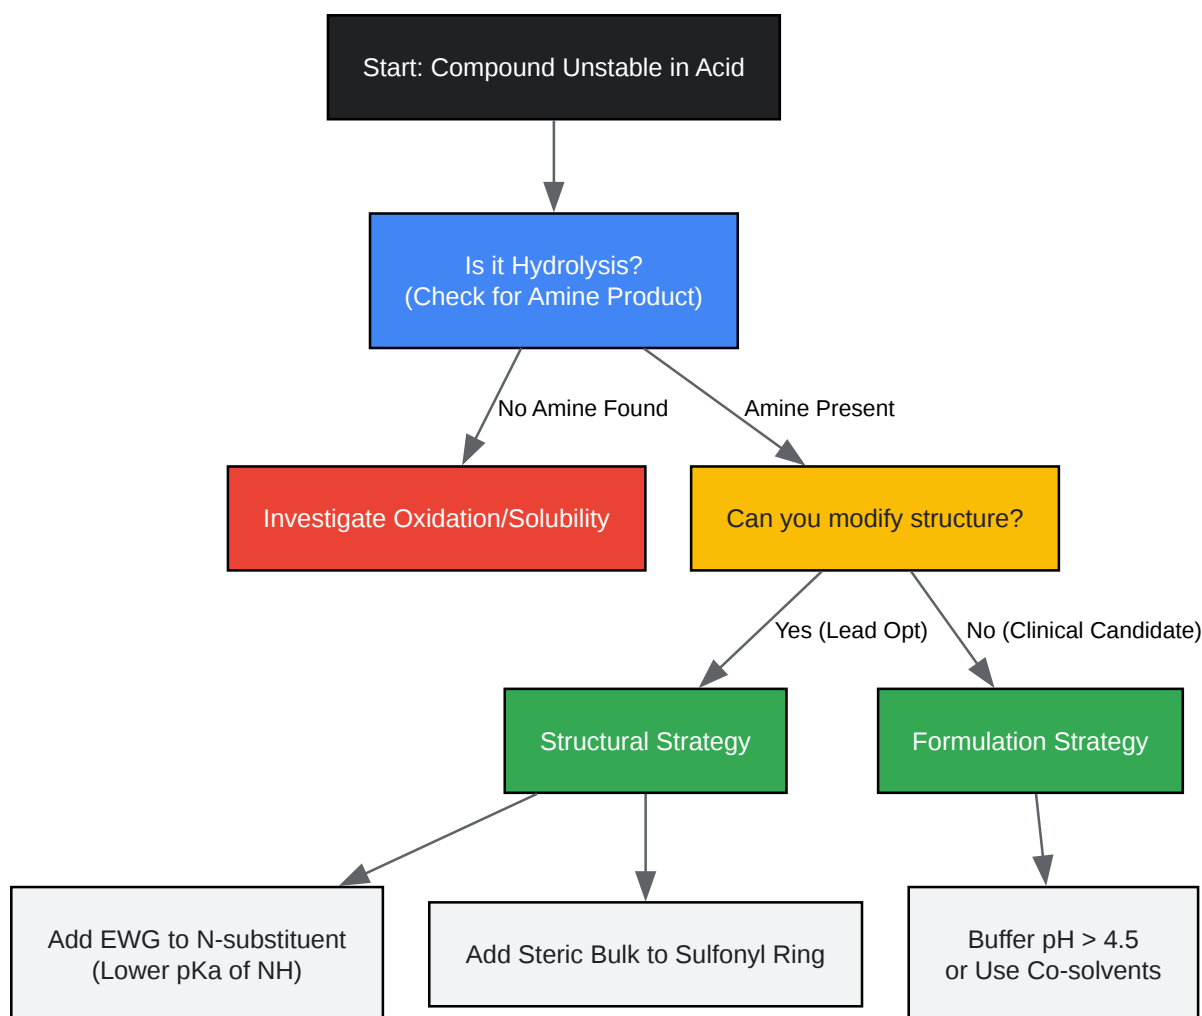 Start: Compound Unstable in Acid
Is it Hydrolysis?
(Check for Amine Product)
No Amine Found
Amine Present
Investigate Oxidation/Solubility
Can you modify structure?
Yes (Lead Opt)
No (Clinical Candidate)
Structural Strategy
Formulation Strategy
Add EWG to N-substituent
(Lower pKa of NH)
Add Steric Bulk to Sulfonyl Ring
Buffer pH > 4.5
or Use Co-solvents